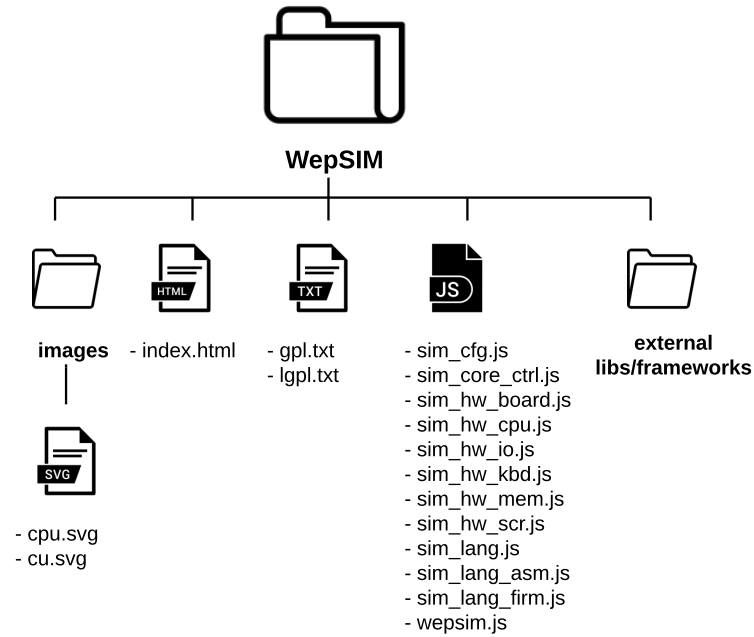 WepSIM
HTML
TXT
JS
images
- index.html
- gpl.txt
- lgpl.txt
- sim_cfg.js
- sim_core_ctrl.js
- sim_hw_board.js
- sim_hw_cpu.js
- sim_hw_io.js
- sim_hw_kbd.js
- sim_hw_mem.js
- sim_hw_scr.js
- sim_lang.js
- sim_lang_asm.js
- sim_lang_firm.js
- wepsim.js
external
libs/frameworks
SVG
- cpu.svg
- cu.svg